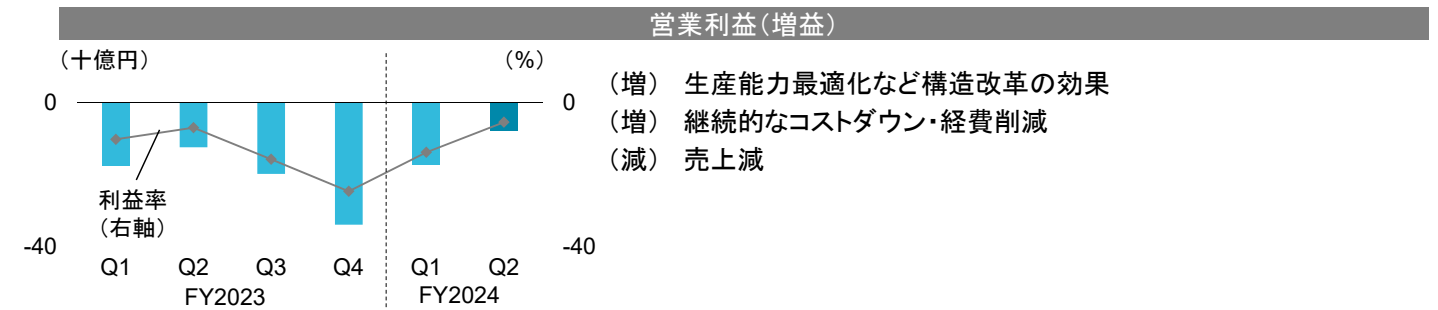 営業利益（増益）
（十億円）
（%）
0
0
利益率
（右軸）
-40
-40
Q1 Q2 Q3 Q4 Q1 Q2
FY2023 FY2024
（増） 生産能力最適化など構造改革の効果
（増） 継続的なコストダウン・経費削減
（減） 売上減